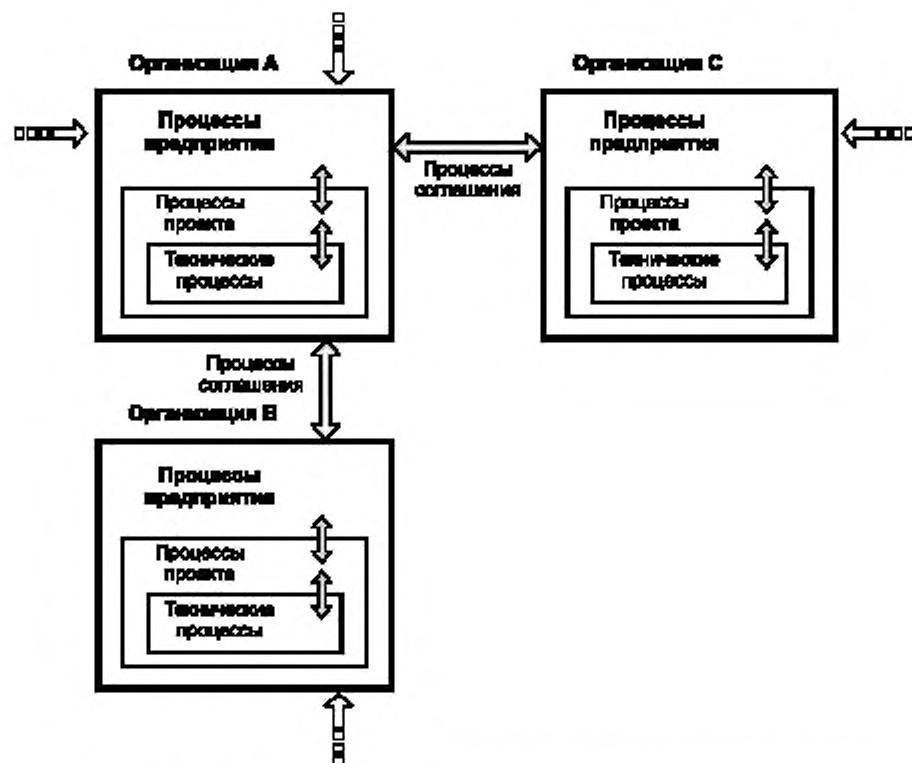 Организация A
Организация C
Процессы
предприятия
Процессы
предприятия
Процессы
соглашения
Процессы
проекта
Процессы
проекта
Технические
процессы
Технические
процессы
Процессы
соглашения
Организация B
Процессы
предприятия
Процессы
проекта
Технические
процессы